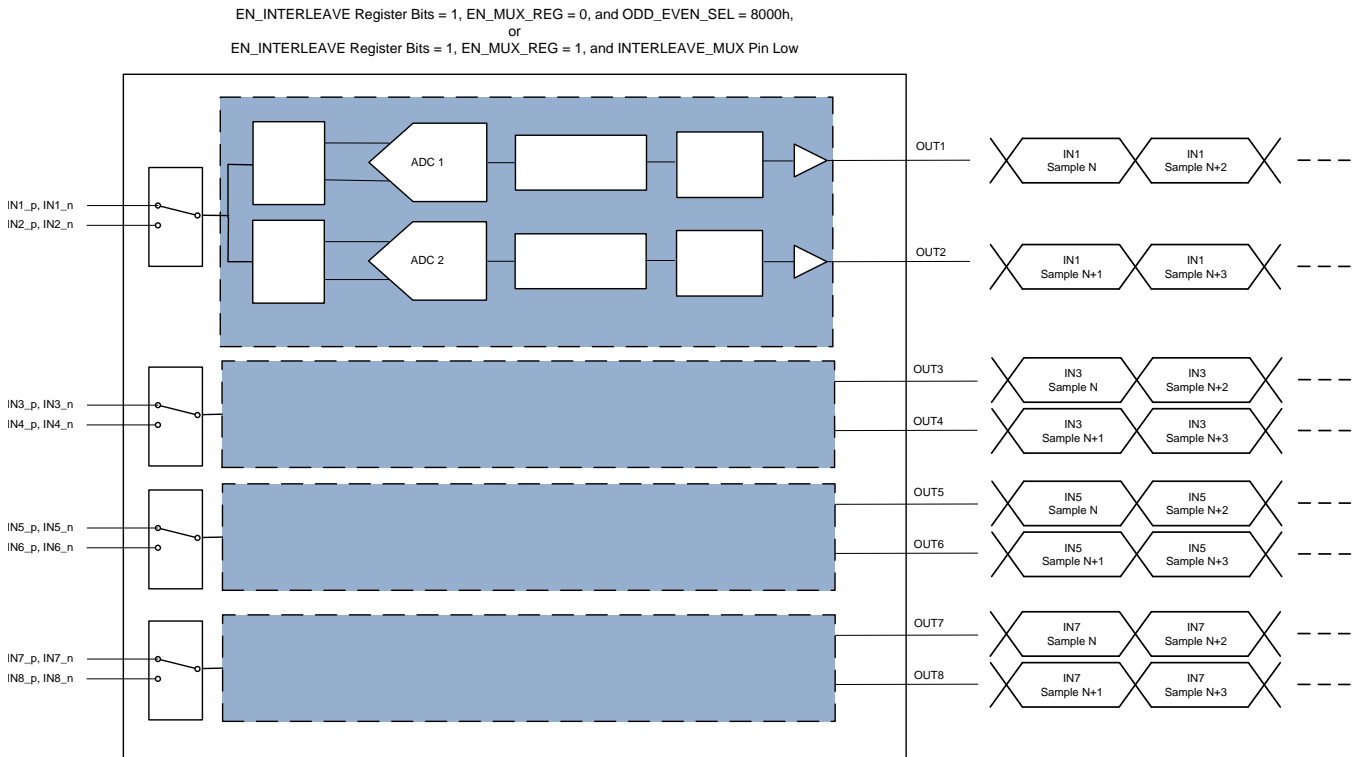 EN_INTERLEAVE Register Bits = 1, EN_MUX_REG = 0, and ODD_EVEN_SEL = 8000h,
or
EN_INTERLEAVE Register Bits = 1, EN_MUX_REG = 1, and INTERLEAVE_MUX Pin Low
IN1_p, IN1_n
IN2_p, IN2_n
ADC 1
ADC 2
OUT1
IN1
Sample N
IN1
Sample N+2
OUT2
IN1
Sample N+1
IN1
Sample N+3
IN3_p, IN3_n
IN4_p, IN4_n
OUT3
IN3
Sample N
IN3
Sample N+2
OUT4
IN3
Sample N+1
IN3
Sample N+3
IN5_p, IN5_n
IN6_p, IN6_n
OUT5
IN5
Sample N
IN5
Sample N+2
OUT6
IN5
Sample N+1
IN5
Sample N+3
IN7_p, IN7_n
IN8_p, IN8_n
OUT7
IN7
Sample N
IN7
Sample N+2
OUT8
IN7
Sample N+1
IN7
Sample N+3